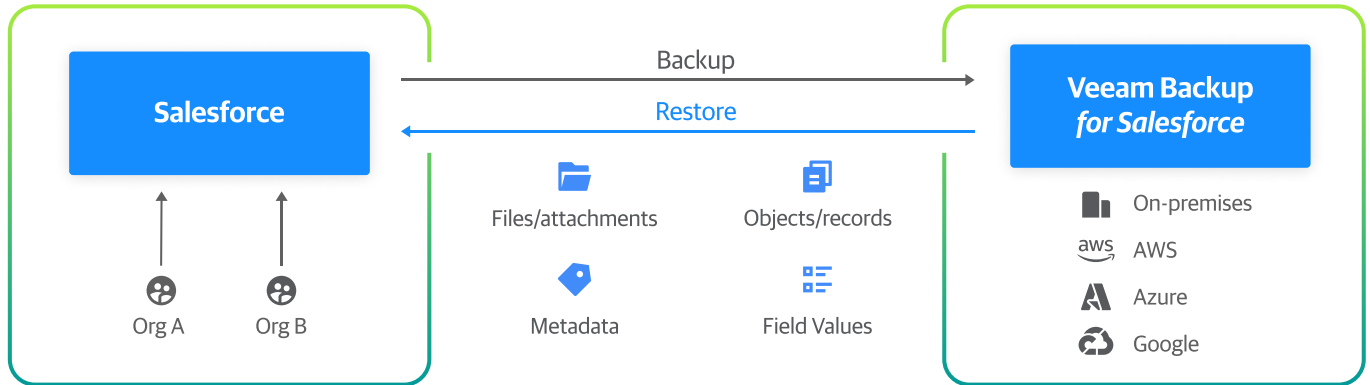 Salesforce
Org A
Org B
Backup
Restore
Files/attachments
Objects/records
Metadata
Field Values
Veeam Backup
for Salesforce
On-premises
aws
AWS
Azure
Google